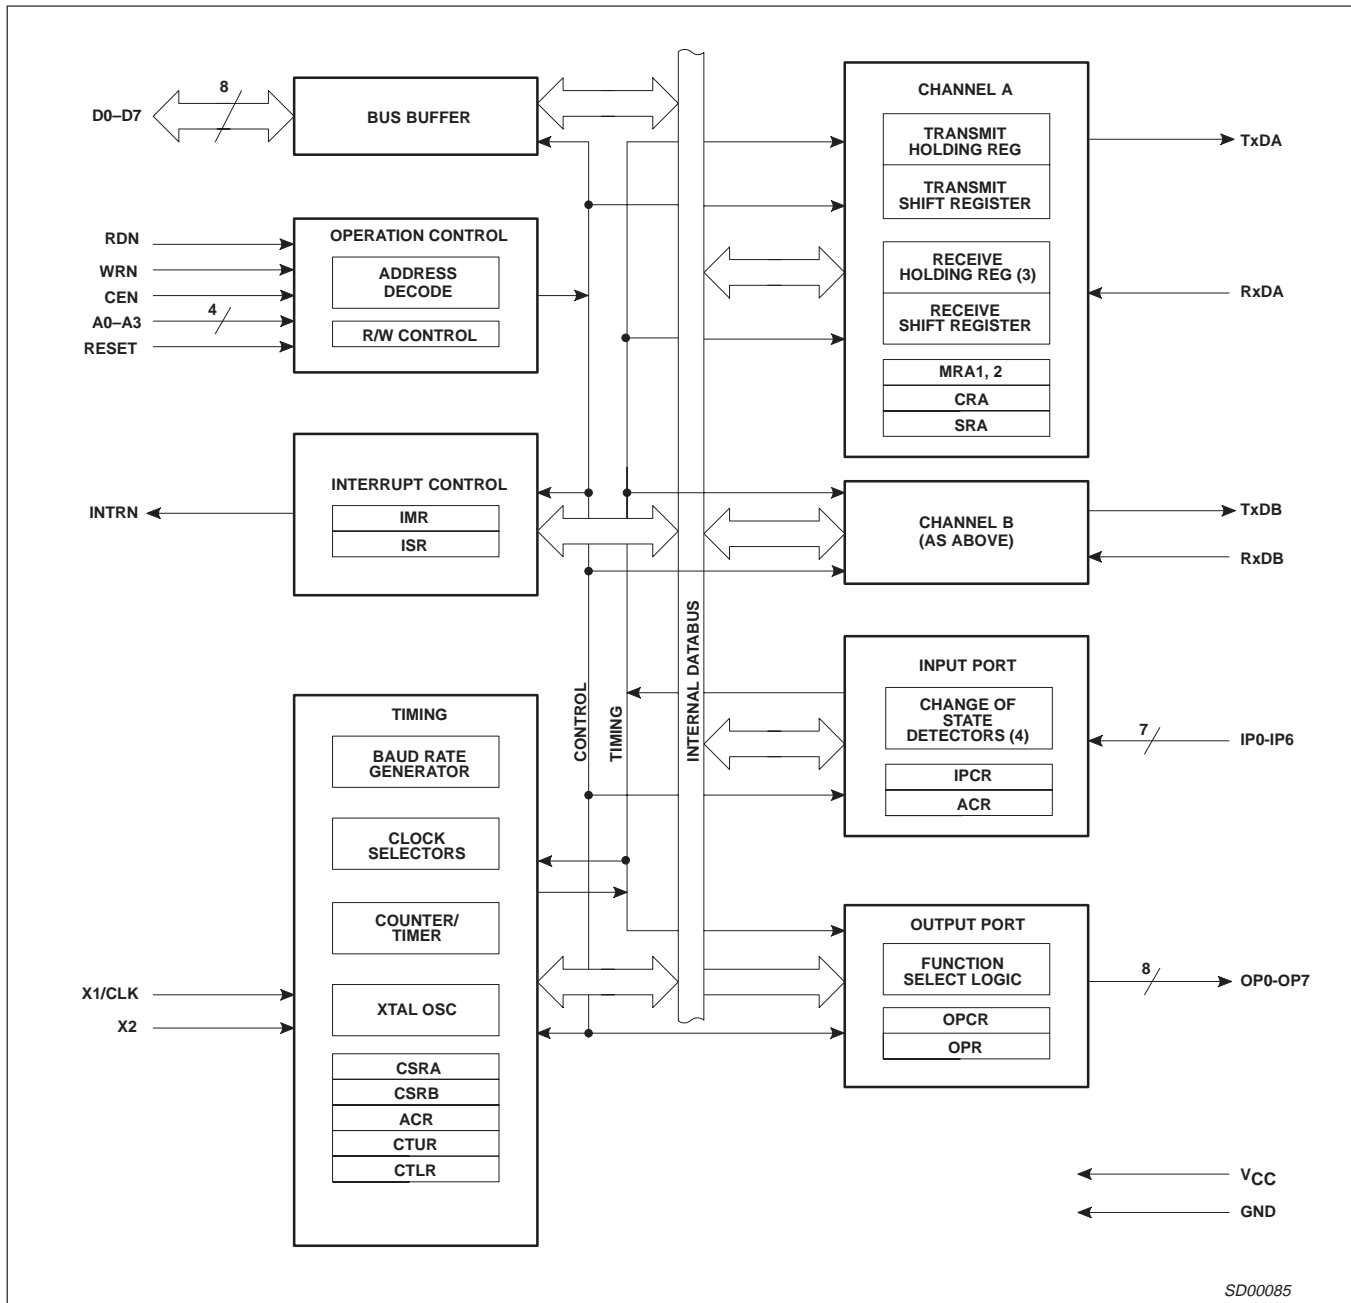 D0–D7
8
BUS BUFFER
RDN
WRN
CEN
A0–A3
4
RESET
OPERATION CONTROL
ADDRESS
DECODE
R/W CONTROL
INTRN
INTERRUPT CONTROL
IMR
ISR
TIMING
BAUD RATE
GENERATOR
CLOCK
SELECTORS
COUNTER/
TIMER
X1/CLK
X2
XTAL OSC
CSRA
CSRB
ACR
CTUR
CTLR
CONTROL
TIMING
INTERNAL DATABUS
CHANNEL A
TRANSMIT
HOLDING REG
TRANSMIT
SHIFT REGISTER
RECEIVE
HOLDING REG (3)
RECEIVE
SHIFT REGISTER
MRA1, 2
CRA
SRA
TxDA
RxDA
CHANNEL B
(AS ABOVE)
TxDB
RxDB
INPUT PORT
CHANGE OF
STATE
DETECTORS (4)
IPCR
ACR
7
IP0-IP6
OUTPUT PORT
FUNCTION
SELECT LOGIC
OPCR
OPR
8
OP0-OP7
VCC
GND
SD00085